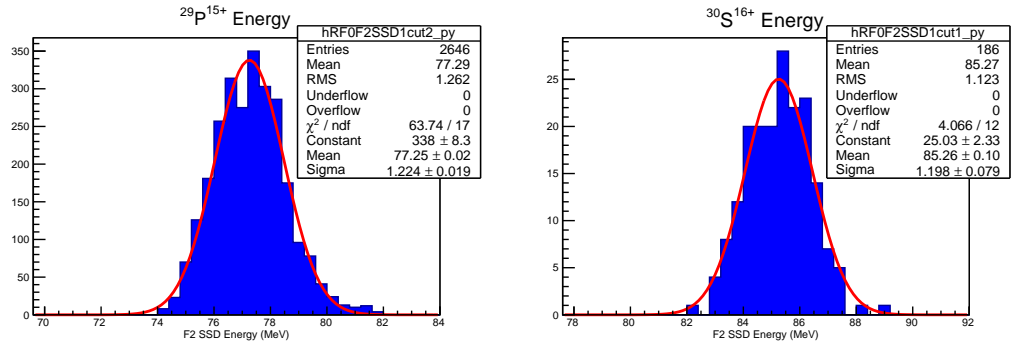 ²⁹P¹⁵⁺ Energy
hRF0F2SSD1cut2_py
Entries 2646
Mean 77.29
RMS 1.262
Underflow 0
Overflow 0
χ² / ndf 63.74 / 17
Constant 338 ± 8.3
Mean 77.25 ± 0.02
Sigma 1.224 ± 0.019
350
300
250
200
150
100
50
0
70 72 74 76 78 80 82 84
F2 SSD Energy (MeV)
³⁰S¹⁶⁺ Energy
hRF0F2SSD1cut1_py
Entries 186
Mean 85.27
RMS 1.123
Underflow 0
Overflow 0
χ² / ndf 4.066 / 12
Constant 25.03 ± 2.33
Mean 85.26 ± 0.10
Sigma 1.198 ± 0.079
25
20
15
10
5
0
78 80 82 84 86 88 90 92
F2 SSD Energy (MeV)